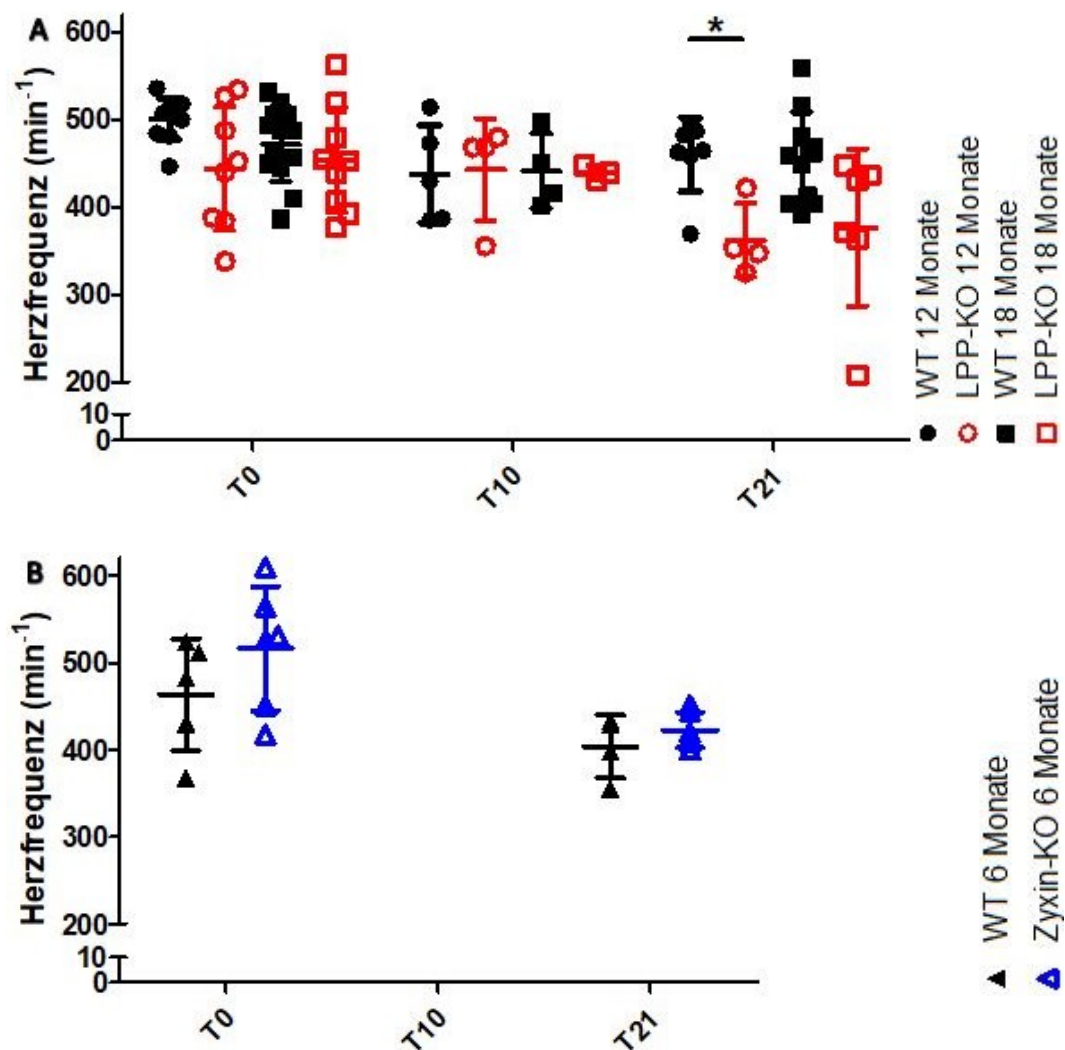 A
Herzfrequenz (min⁻¹)
600
500
400
300
200
10
0
*
T0
T10
T21
WT 12 Monate
LPP-KO 12 Monate
WT 18 Monate
LPP-KO 18 Monate
B
Herzfrequenz (min⁻¹)
600
500
400
300
200
10
0
T0
T10
T21
WT 6 Monate
Zyxin-KO 6 Monate